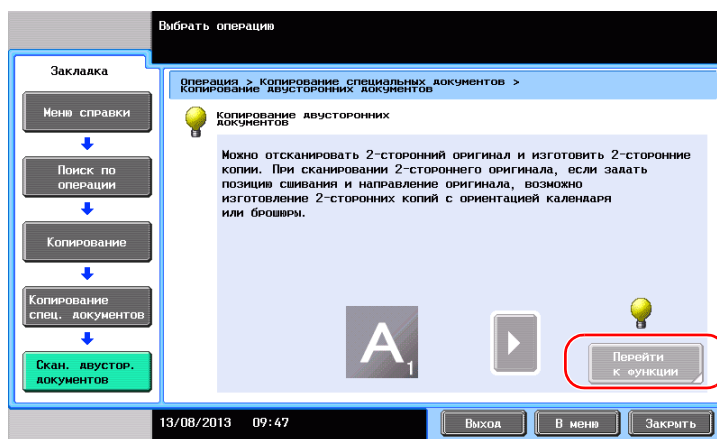 Выбрать операцию
Закладка
Меню справки
Поиск по
операции
Копирование
Копирование
спец. документов
Скан. двустор.
документов
Операция > Копирование специальных документов >
Копирование двусторонних документов
Копирование двусторонних
документов
Можно отсканировать 2-сторонний оригинал и изготовить 2-сторонние
копии. При сканировании 2-стороннего оригинала, если задать
позицию сшивания и направление оригинала, возможно
изготовление 2-сторонних копий с ориентацией календаря
или брошюры.
A1
Перейти
к функции
13/08/2013 09:47
Выход
В меню
Закрыть